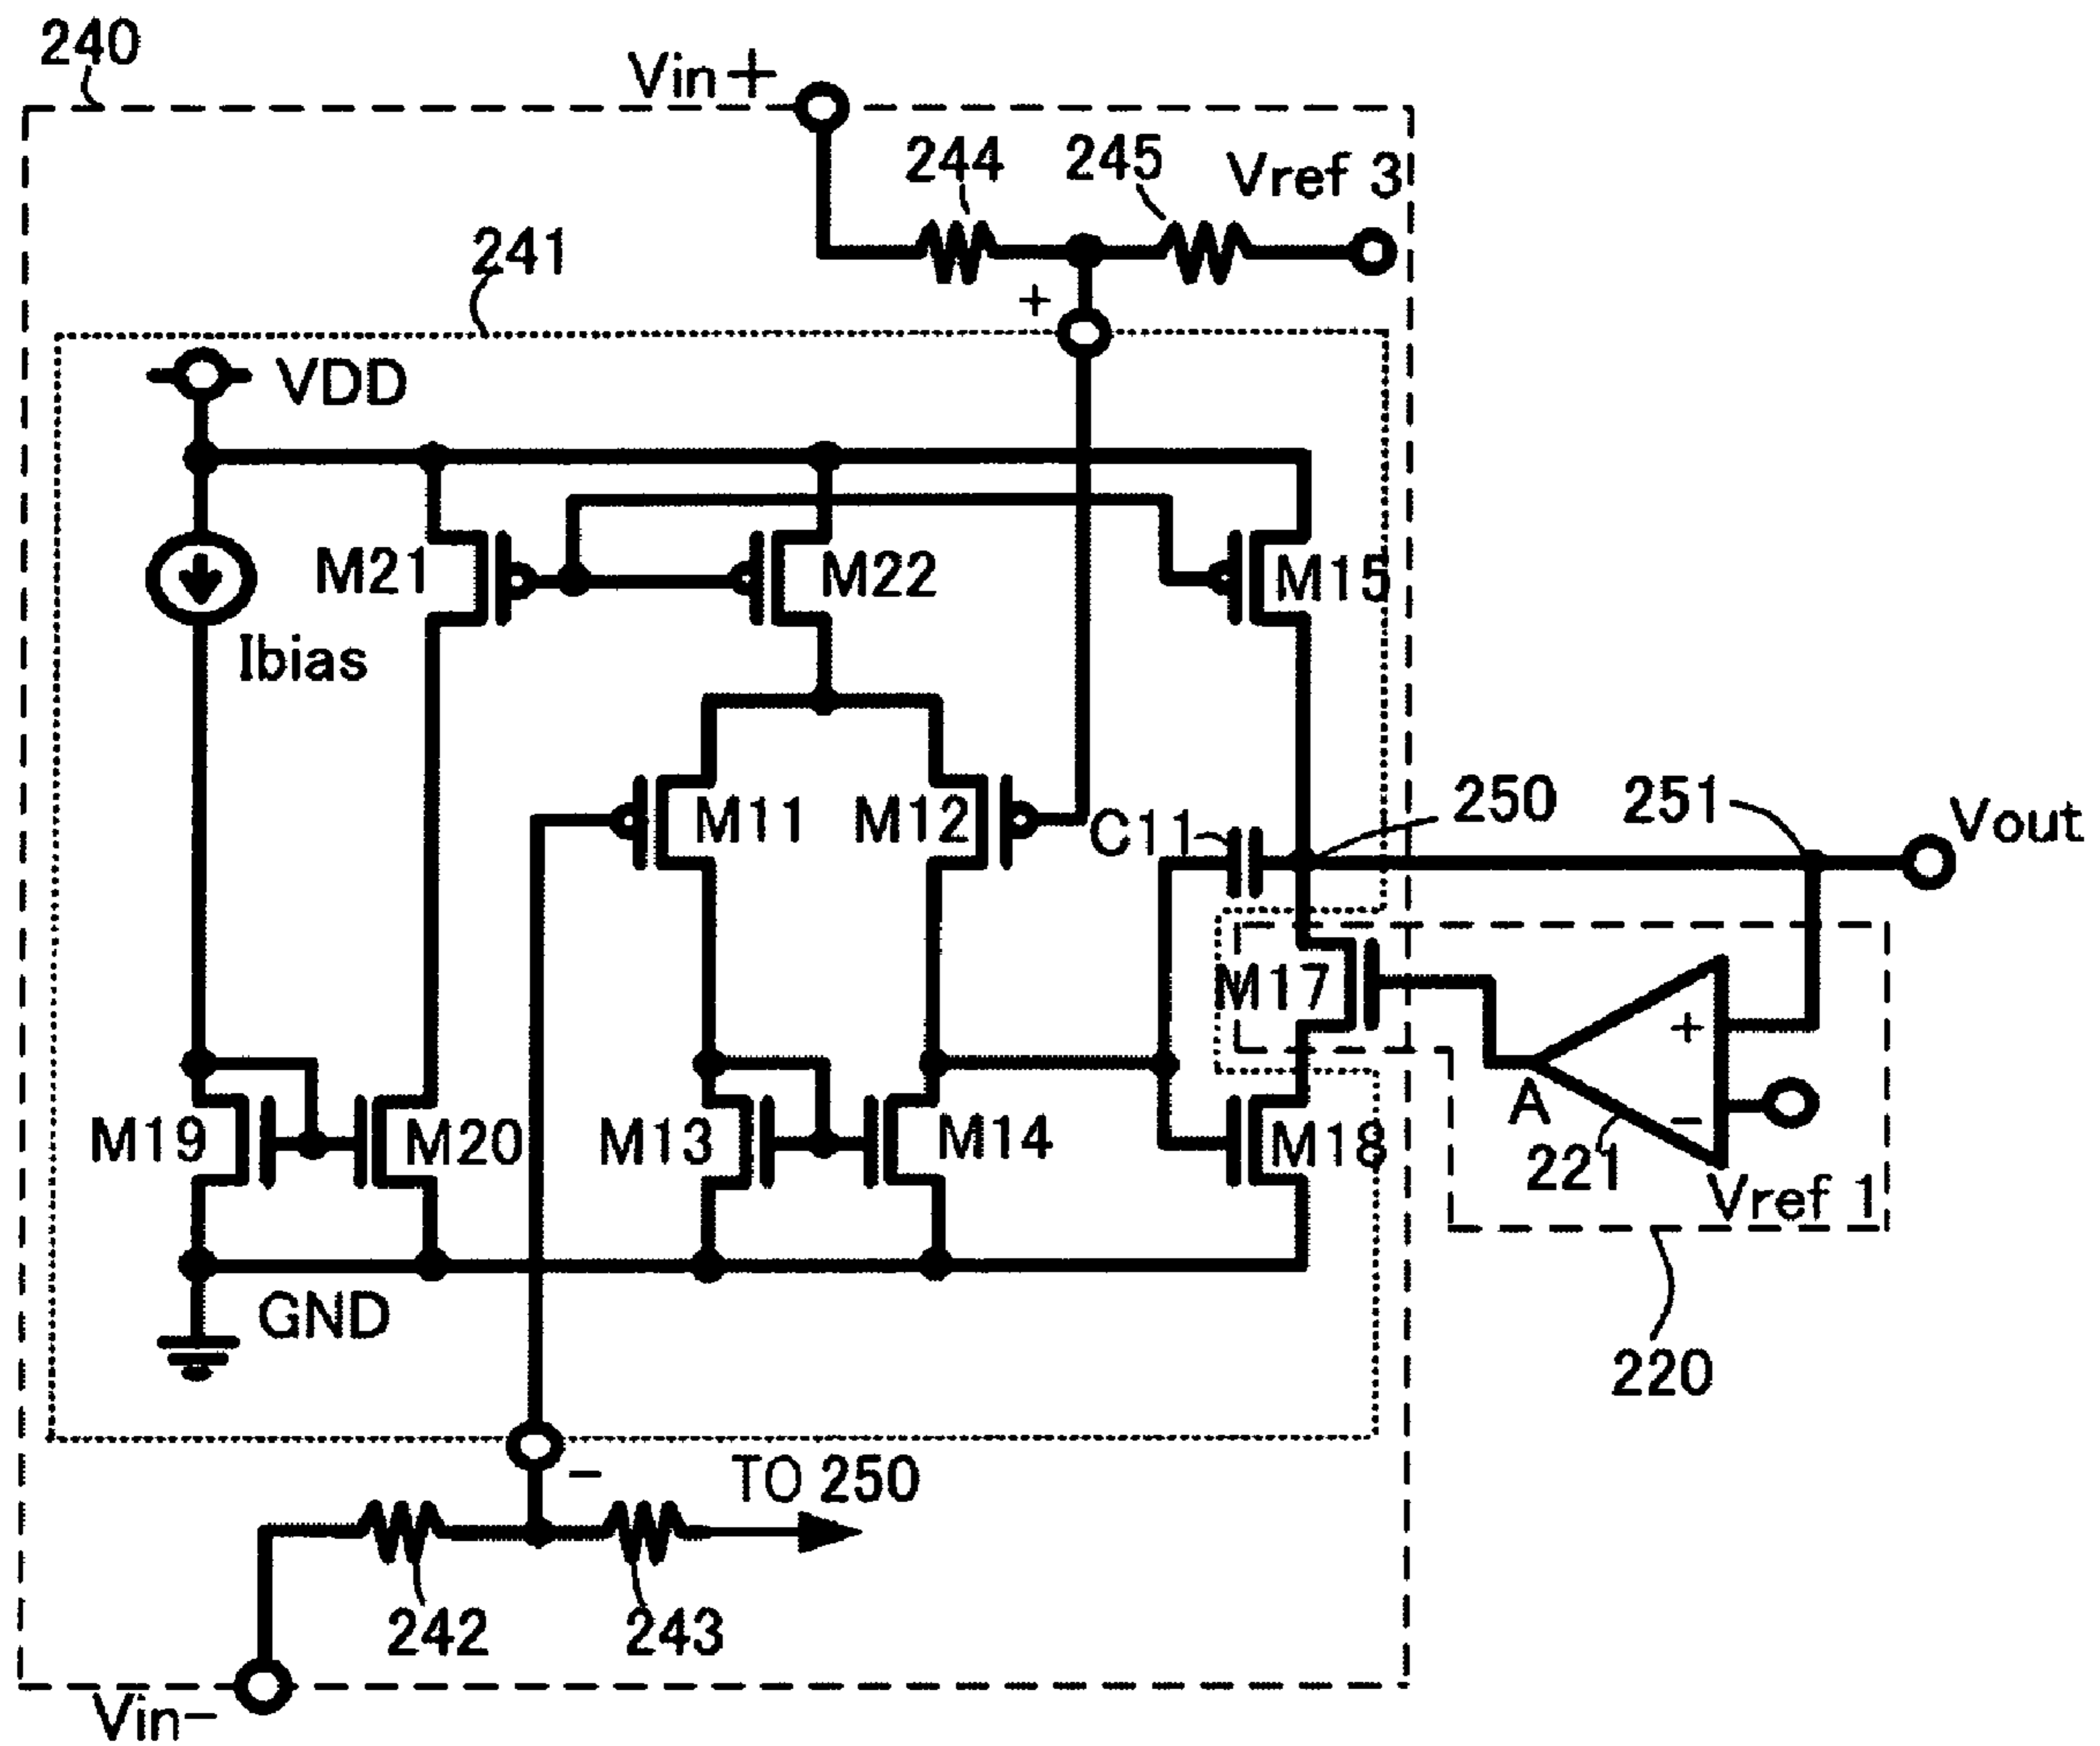 240
Vin+
244
245
Vref 3
241
+
VDD
M21
M22
M15
Ibias
M11
M12
C11
250
251
Vout
M17
+
−
A
221
Vref 1
M19
M20
M13
M14
M18
GND
220
−
TO 250
242
243
Vin−